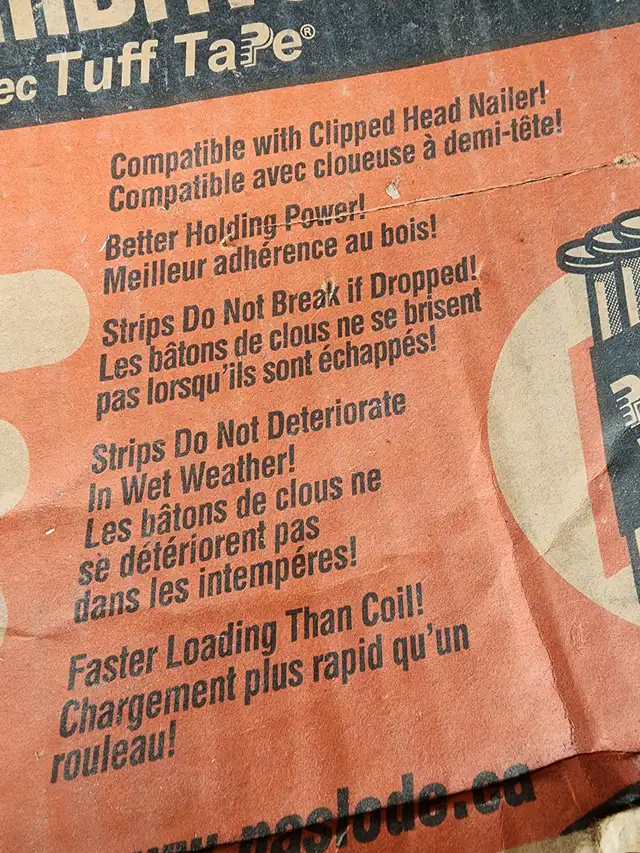 ec Tuff TaPe®
Compatible with Clipped Head Nailer!
Compatible avec cloueuse à demi-tête!
Better Holding Power!
Meilleur adhérence au bois!
Strips Do Not Break if Dropped!
Les bâtons de clous ne se brisent
pas lorsqu'ils sont échappés!
Strips Do Not Deteriorate
In Wet Weather!
Les bâtons de clous ne
se détériorent pas
dans les intempéres!
Faster Loading Than Coil!
Chargement plus rapid qu'un
rouleau!
www.paslode.ca